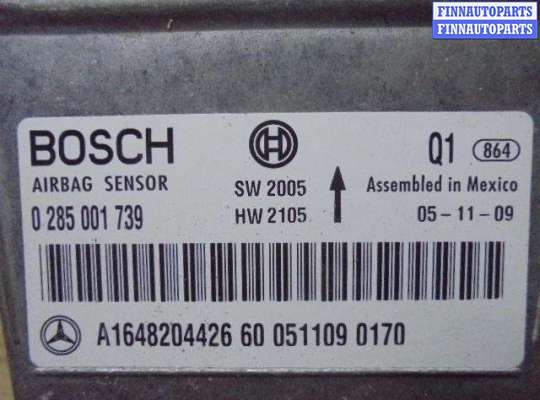 FINNAUTOPARTS
FINNAUTOPARTS
BOSCH
Q1 864
AIRBAG SENSOR
SW 2005
Assembled in Mexico
0 285 001 739
HW 2105
05-11-09
A1648204426 60 051109 0170